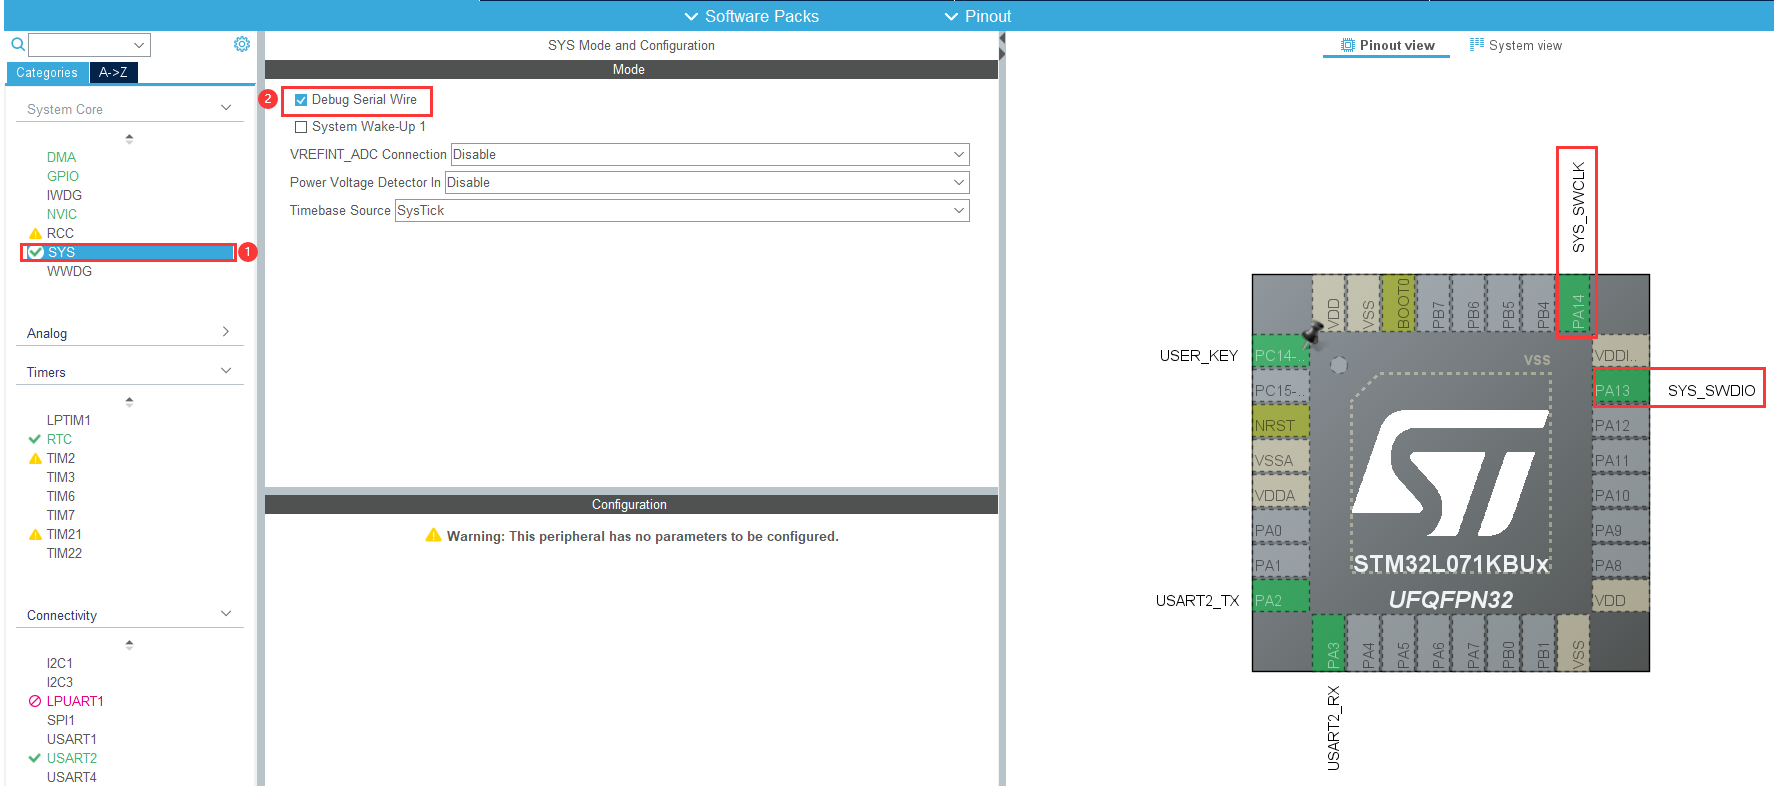 Software Packs
Pinout
Categories
A->Z
System Core
DMA
GPIO
IWDG
NVIC
RCC
SYS
1
WWDG
Analog
Timers
LPTIM1
RTC
TIM2
TIM3
TIM6
TIM7
TIM21
TIM22
Connectivity
I2C1
I2C3
LPUART1
SPI1
USART1
USART2
USART4
SYS Mode and Configuration
Mode
2
Debug Serial Wire
System Wake-Up 1
VREFINT_ADC Connection Disable
Power Voltage Detector In Disable
Timebase Source SysTick
Configuration
Warning: This peripheral has no parameters to be configured.
Pinout view
System view
SYS_SWCLK
VDD
VSS
BOOT0
PB7
PB6
PB5
PB4
PA14
USER_KEY
PC14-..
PC15-..
NRST
VSSA
VDDA
PA0
PA1
USART2_TX
PA2
VSS
ST
STM32L071KBUx
UFQFPN32
VDDI..
PA13
SYS_SWDIO
PA12
PA11
PA10
PA9
PA8
VDD
PA3
PA4
PA5
PA6
PA7
PB0
PB1
VSS
USART2_RX